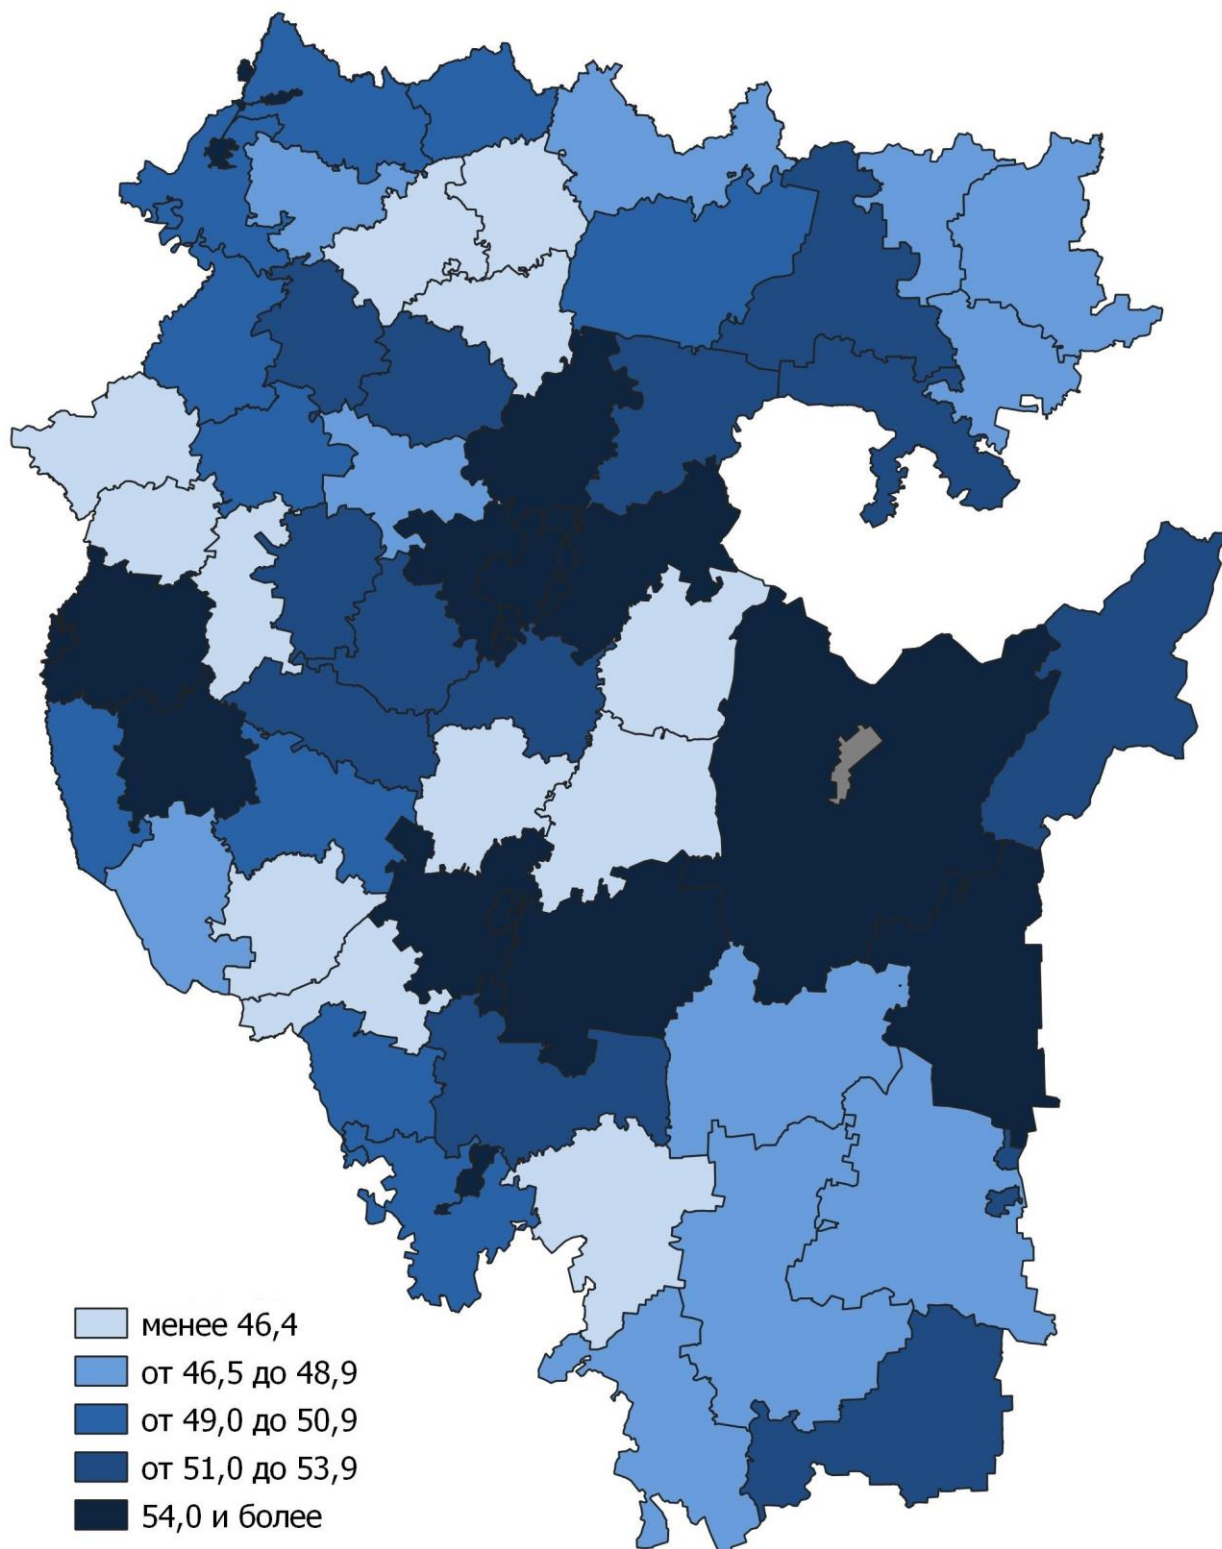 менее 46,4
от 46,5 до 48,9
от 49,0 до 50,9
от 51,0 до 53,9
54,0 и более